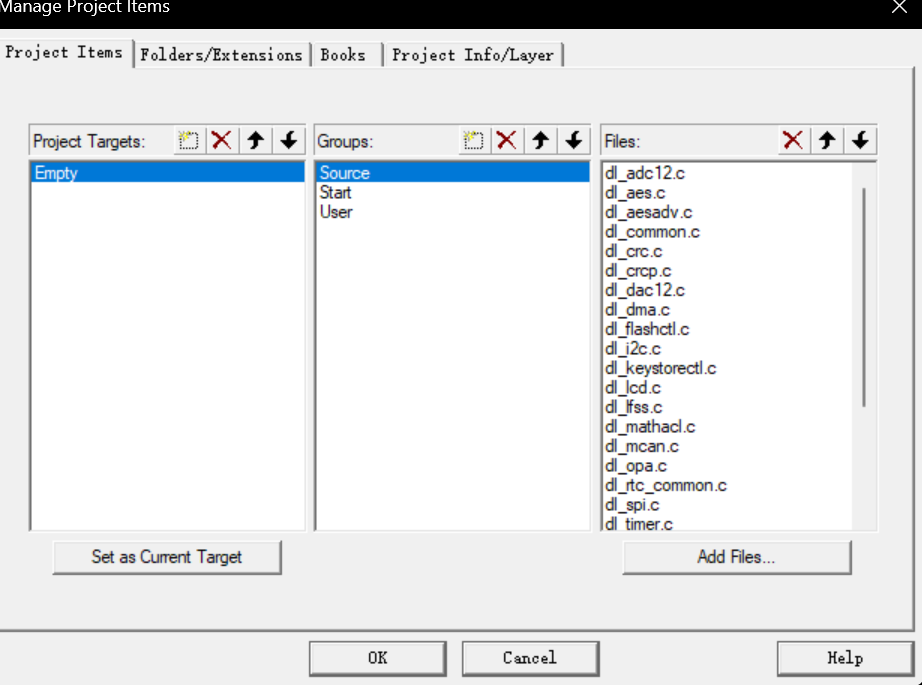 Manage Project Items
Project Items Folders/Extensions Books Project Info/Layer
Project Targets: Groups: Files:
Empty
Source
Start
User
dl_adc12.c
dl_aes.c
dl_aesadv.c
dl_common.c
dl_crc.c
dl_crcp.c
dl_dac12.c
dl_dma.c
dl_flashctl.c
dl_i2c.c
dl_keystorectl.c
dl_lcd.c
dl_lfss.c
dl_mathacl.c
dl_mcan.c
dl_opa.c
dl_rtc_common.c
dl_spi.c
dl_timer.c
Set as Current Target Add Files...
OK Cancel Help